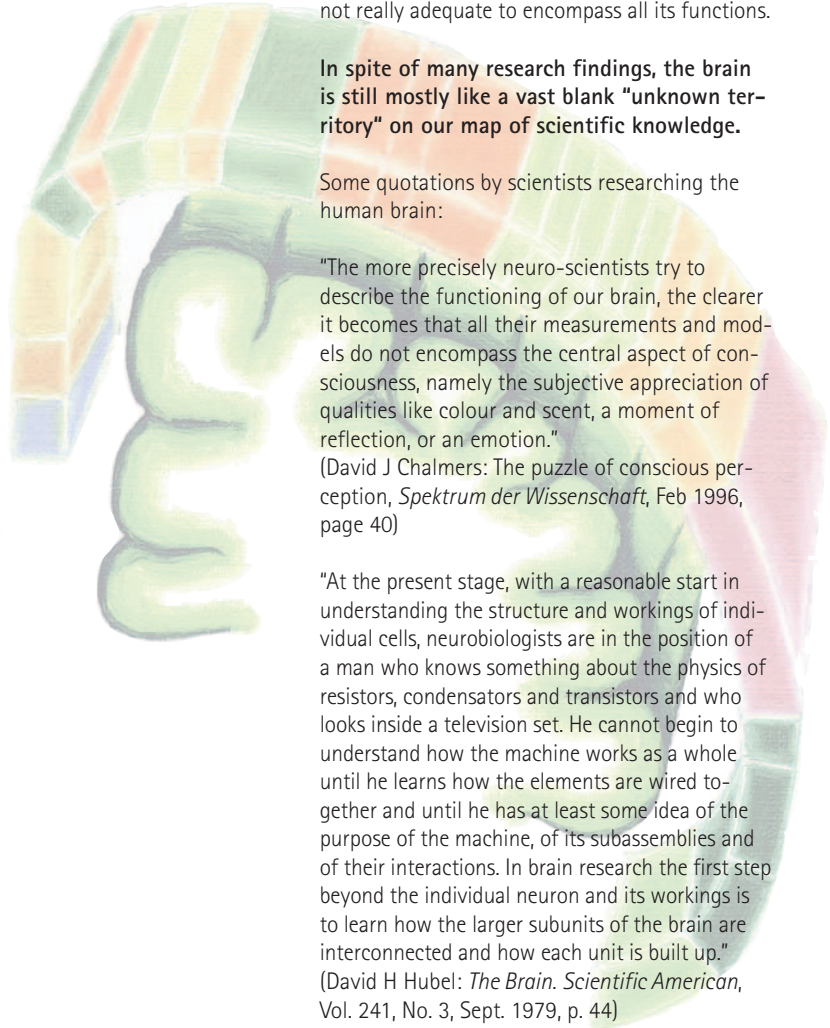 not really adequate to encompass all its functions.
In spite of many research findings, the brain
is still mostly like a vast blank "unknown ter-
ritory" on our map of scientific knowledge.
Some quotations by scientists researching the
human brain:
"The more precisely neuro-scientists try to
describe the functioning of our brain, the clearer
it becomes that all their measurements and mod-
els do not encompass the central aspect of con-
sciousness, namely the subjective appreciation of
qualities like colour and scent, a moment of
reflection, or an emotion."
(David J Chalmers: The puzzle of conscious per-
ception, Spektrum der Wissenschaft, Feb 1996,
page 40)
"At the present stage, with a reasonable start in
understanding the structure and workings of indi-
vidual cells, neurobiologists are in the position of
a man who knows something about the physics of
resistors, condensators and transistors and who
looks inside a television set. He cannot begin to
understand how the machine works as a whole
until he learns how the elements are wired to-
gether and until he has at least some idea of the
purpose of the machine, of its subassemblies and
of their interactions. In brain research the first step
beyond the individual neuron and its workings is
to learn how the larger subunits of the brain are
interconnected and how each unit is built up."
(David H Hubel: The Brain. Scientific American,
Vol. 241, No. 3, Sept. 1979, p. 44)